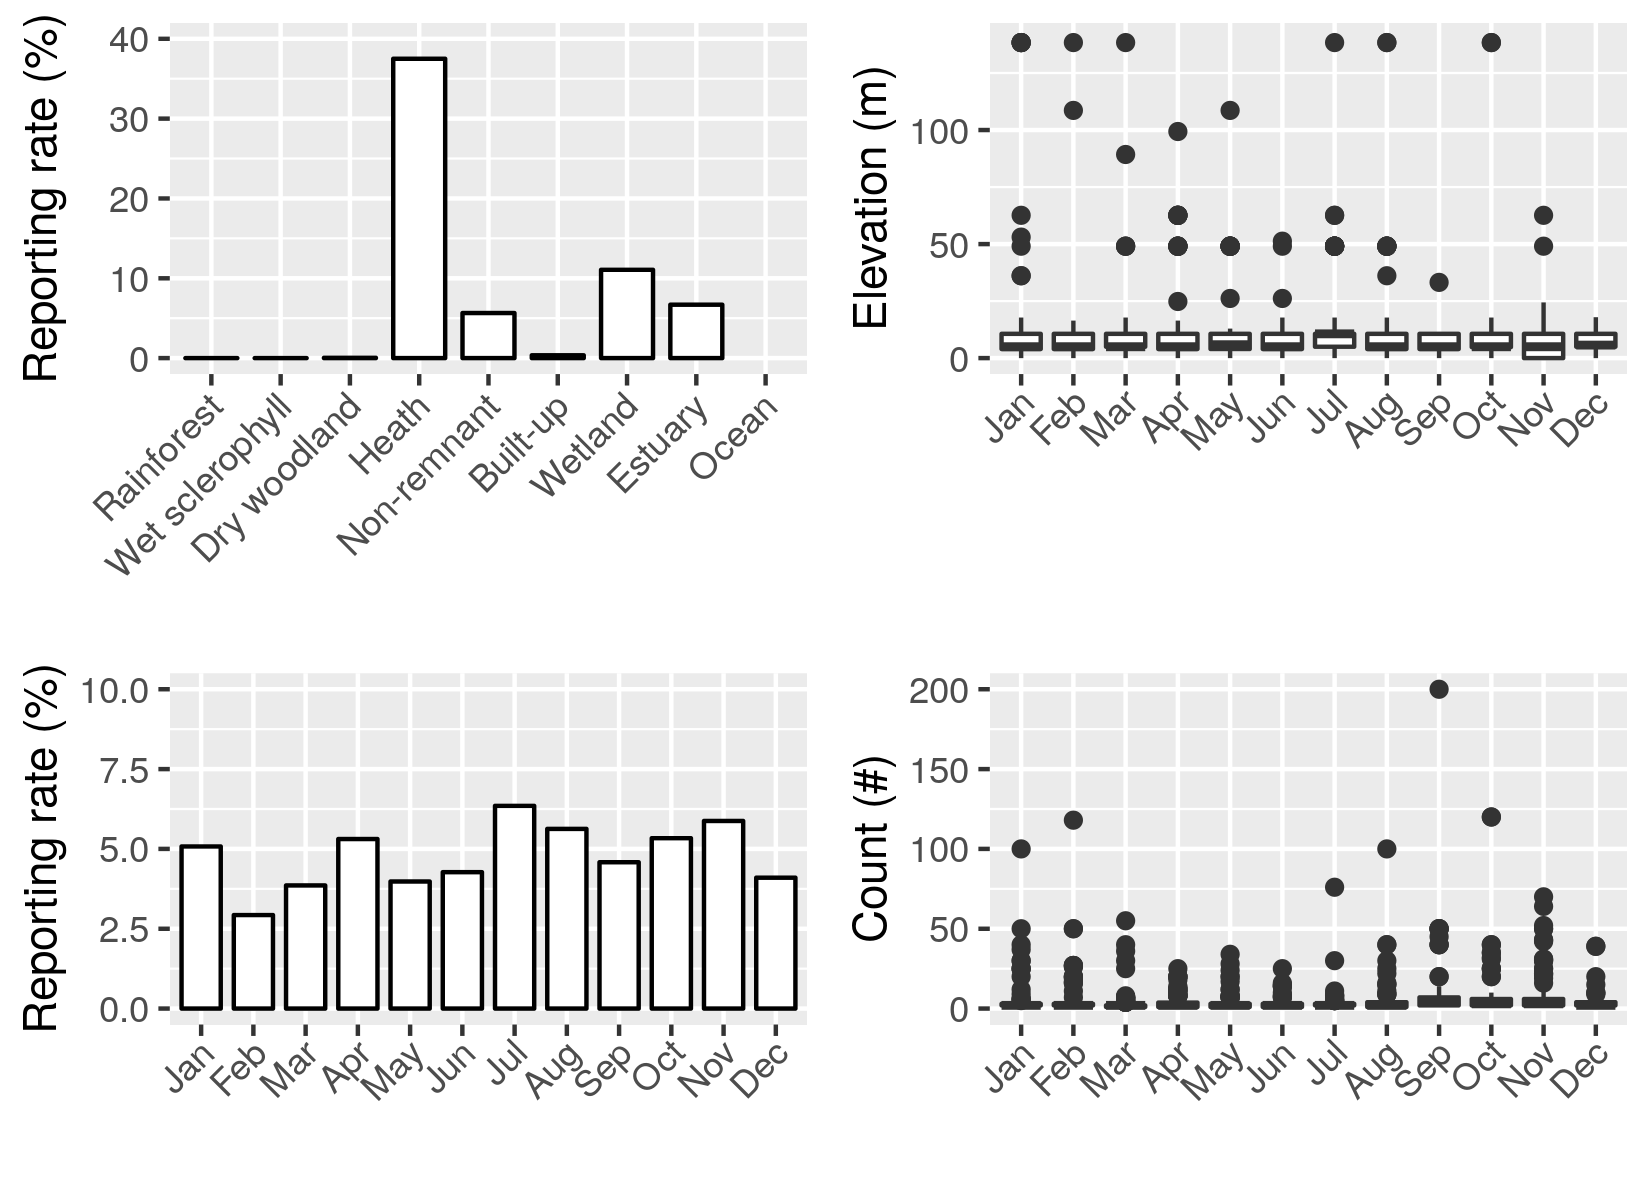 Reporting rate (%)
40
30
20
10
0
Rainforest
Wet sclerophyll
Dry woodland
Heath
Non-remnant
Built-up
Wetland
Estuary
Ocean
Elevation (m)
100
50
0
Jan
Feb
Mar
Apr
May
Jun
Jul
Aug
Sep
Oct
Nov
Dec
Reporting rate (%)
10.0
7.5
5.0
2.5
0.0
Jan
Feb
Mar
Apr
May
Jun
Jul
Aug
Sep
Oct
Nov
Dec
Count (#)
200
150
100
50
0
Jan
Feb
Mar
Apr
May
Jun
Jul
Aug
Sep
Oct
Nov
Dec